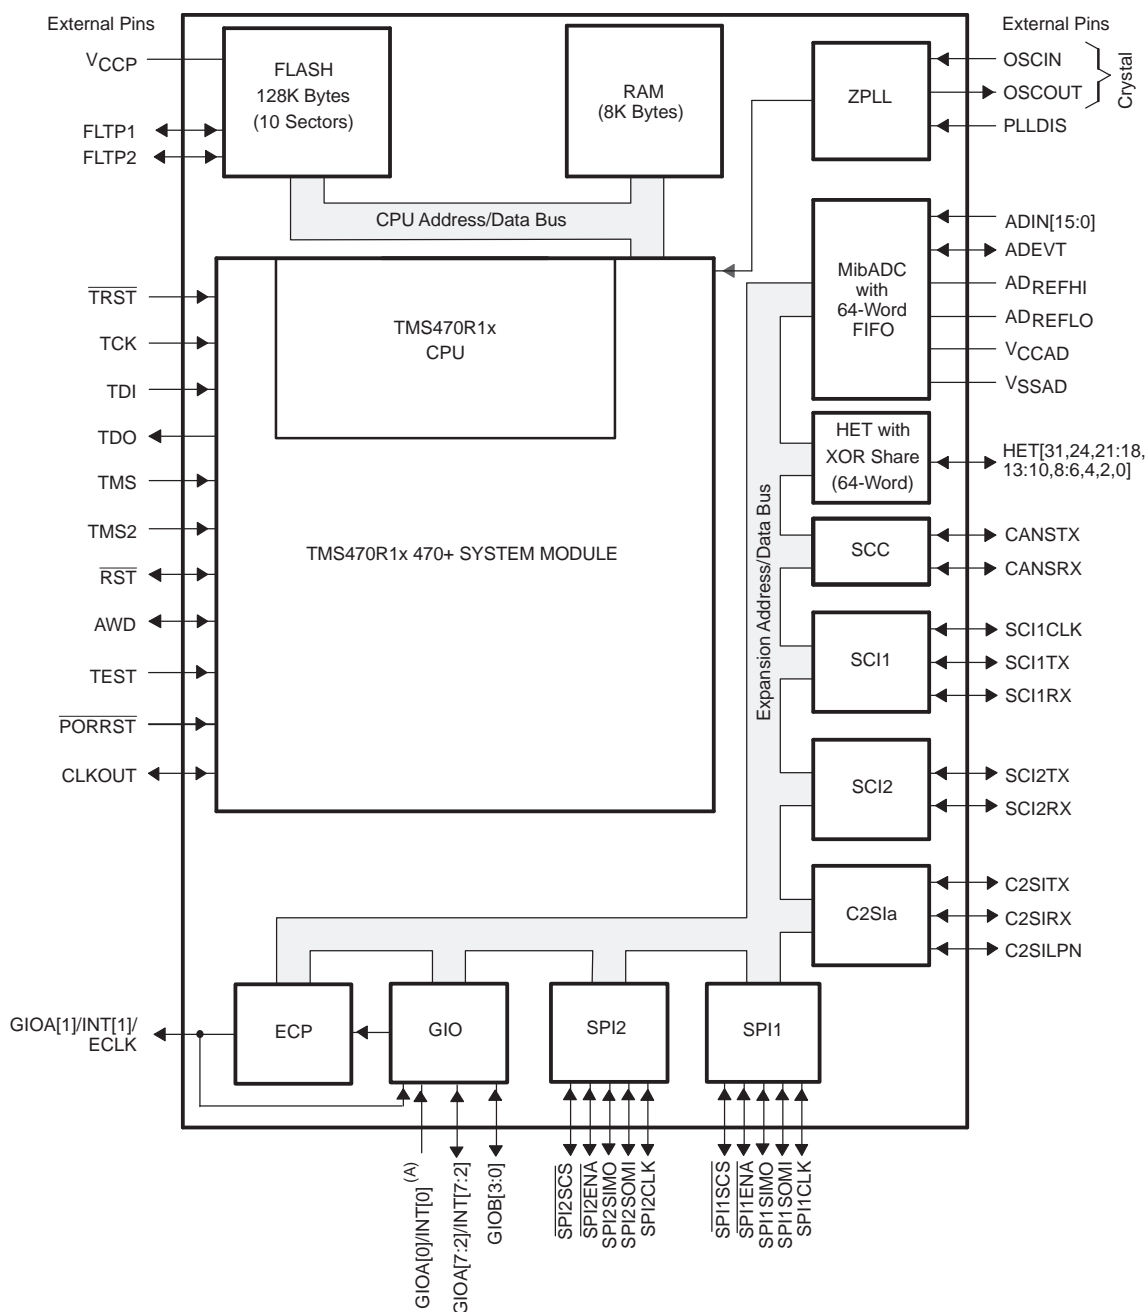 External Pins
External Pins
VCCP
FLASH
128K Bytes
(10 Sectors)
FLTP1
FLTP2
RAM
(8K Bytes)
ZPLL
OSCIN
OSCOUT
Crystal
PLLDIS
CPU Address/Data Bus
MibADC
with
64-Word
FIFO
ADIN[15:0]
ADEVT
ADREFHI
ADREFLO
VCCAD
VSSAD
TMS470R1x
CPU
TRST
TCK
TDI
TDO
TMS
TMS2
RST
AWD
TEST
PORRST
CLKOUT
TMS470R1x 470+ SYSTEM MODULE
Expansion Address/Data Bus
HET with
XOR Share
(64-Word)
HET[31,24,21:18,
13:10,8:6,4,2,0]
SCC
CANSTX
CANSRX
SCI1
SCI1CLK
SCI1TX
SCI1RX
SCI2
SCI2TX
SCI2RX
C2SIa
C2SITX
C2SIRX
C2SILPN
GIOA[1]/INT[1]/
ECLK
ECP
GIO
SPI2
SPI1
GIOA[0]/INT[0] (A)
GIOA[7:2]/INT[7:2]
GIOB[3:0]
SPI2SCS
SPI2ENA
SPI2SIMO
SPI2SOMI
SPI2CLK
SPI1SCS
SPI1ENA
SPI1SIMO
SPI1SOMI
SPI1CLK